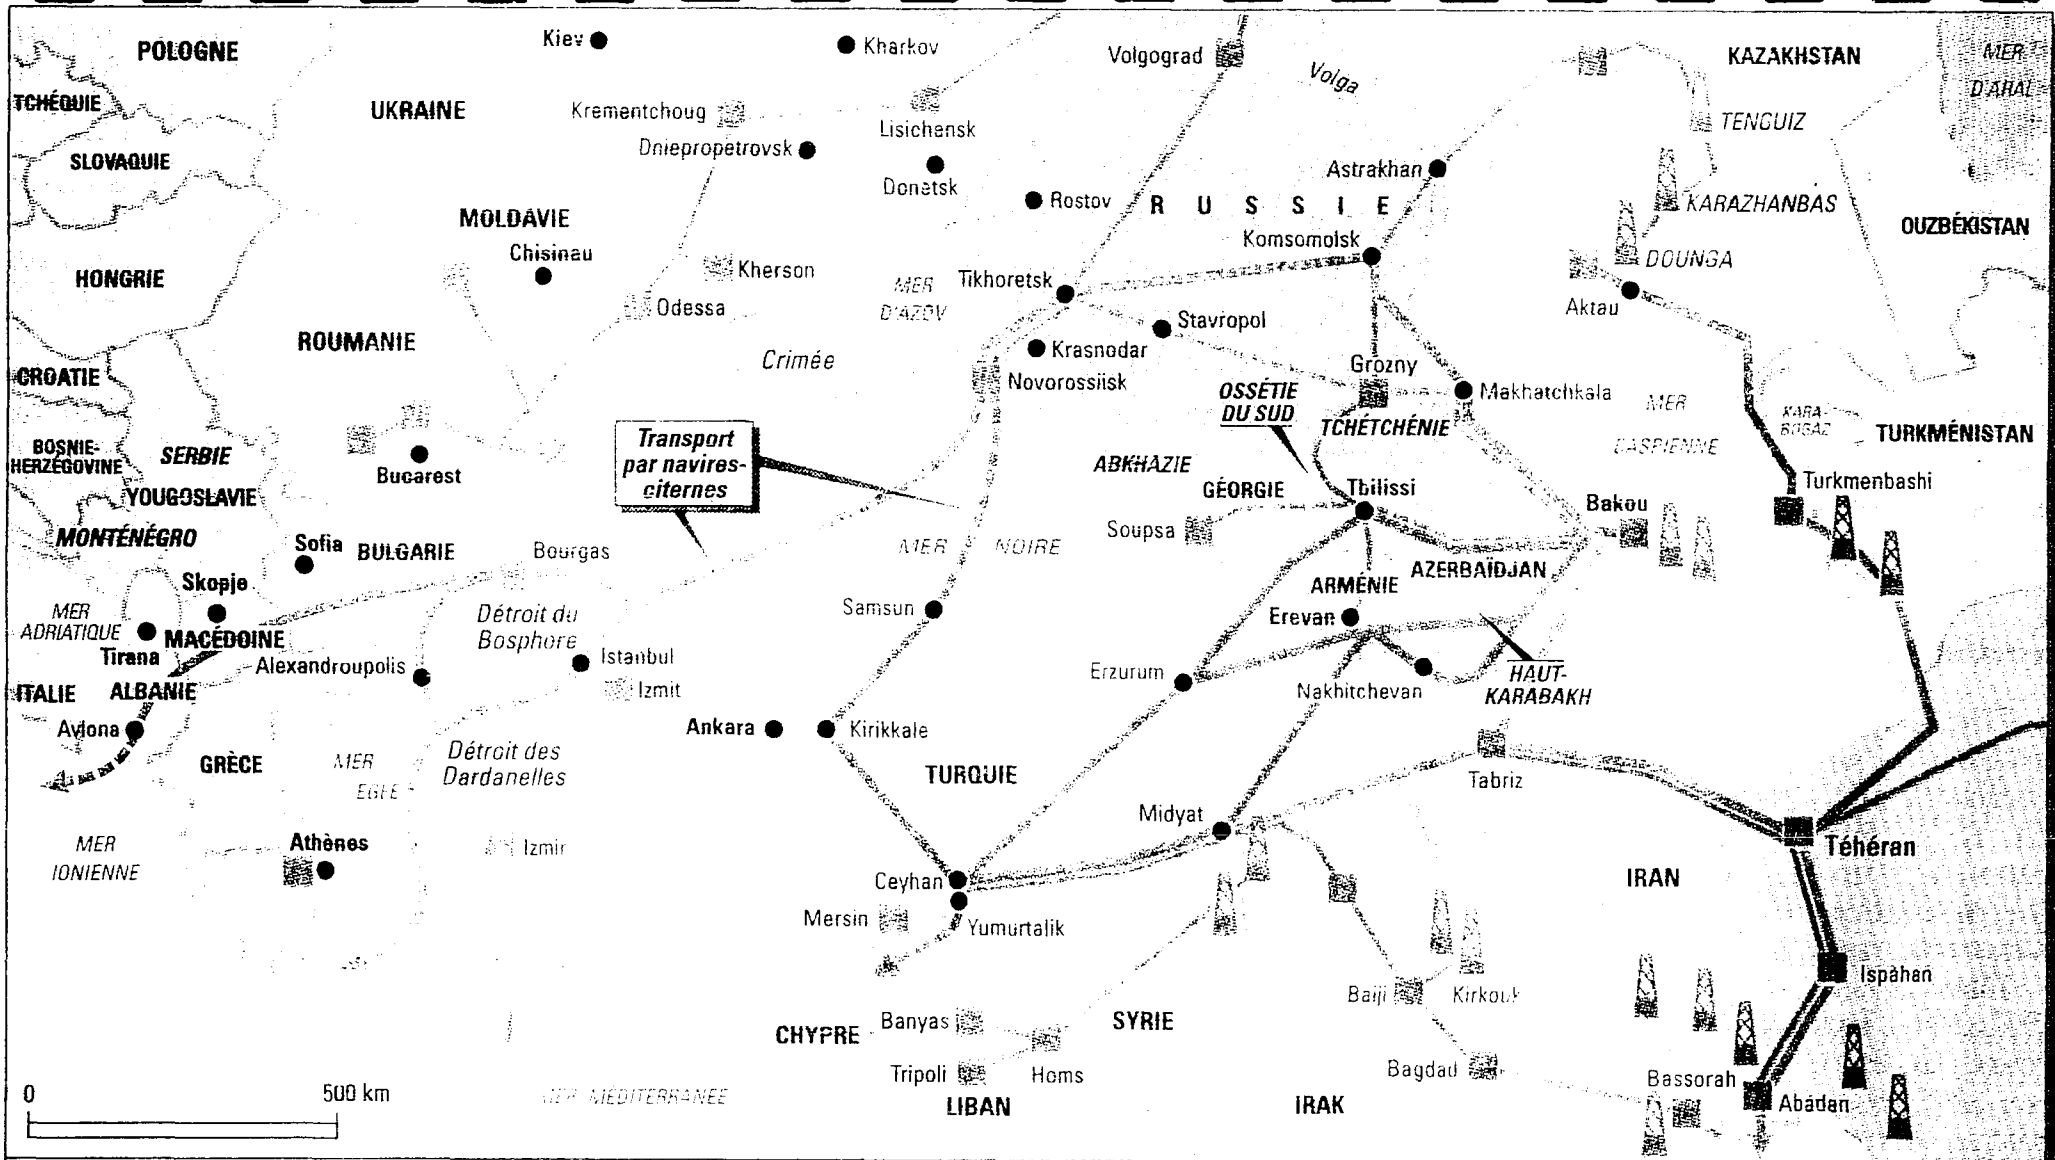 POLOGNE
Kiev
Kharkov
Volgograd
Volga
KAZAKHSTAN
MER
D'ARAL
TCHÉQUIE
UKRAINE
Krementchoug
Lisichansk
TENGUIZ
SLOVAQUIE
Dniepropetrovsk
Donetsk
Astrakhan
MOLDAVIE
Rostov
RUSSIE
KARAZHANBAS
OUZBÉKISTAN
Chisinau
Komsomolsk
HONGRIE
Kherson
MER
D'AZOV
Tikhoretsk
DOUNGA
Odessa
Aktau
ROUMANIE
Stavropol
Crimée
Krasnodar
Grozny
CROATIE
Novorossiisk
OSSÉTIE
DU SUD
Makhatchkala
MER
CASPIENNE
KARA-
BOGAZ
TURKMÉNISTAN
TCHÉTCHÉNIE
BOSNIE-
HERZÉGOVINE
SERBIE
Bucarest
Transport
par navires-
citernes
ABKHAZIE
GÉORGIE
Tbilissi
Turkmenbashi
YOUGOSLAVIE
Bakou
MONTÉNÉGRO
Sofia
BULGARIE
Bourgas
MER NOIRE
Soupsa
AZERBAÏDJAN
Skopje
ARMÉNIE
MER
ADRIATIQUE
Détroit du
Bosphore
Samsun
Erevan
MACÉDOINE
Tirana
Alexandroupolis
Istanbul
Erzurum
ITALIE
ALBANIE
Izmit
Nakhitchevan
HAUT-
KARABAKH
Avlona
Ankara
Kirikkale
GRÈCE
MER
EGÉE
Détroit des
Dardanelles
TURQUIE
Tabriz
Midyat
MER
IONIENNE
Athènes
Izmir
Téhéran
Ceyhan
IRAN
Mersin
Yumurtalik
Ispahan
Baiji
Kirkouk
CHYPRE
Banyas
SYRIE
Tripoli
Homs
Bagdad
Bassorah
0
500 km
MER MÉDITERRANÉE
LIBAN
IRAK
Abadan